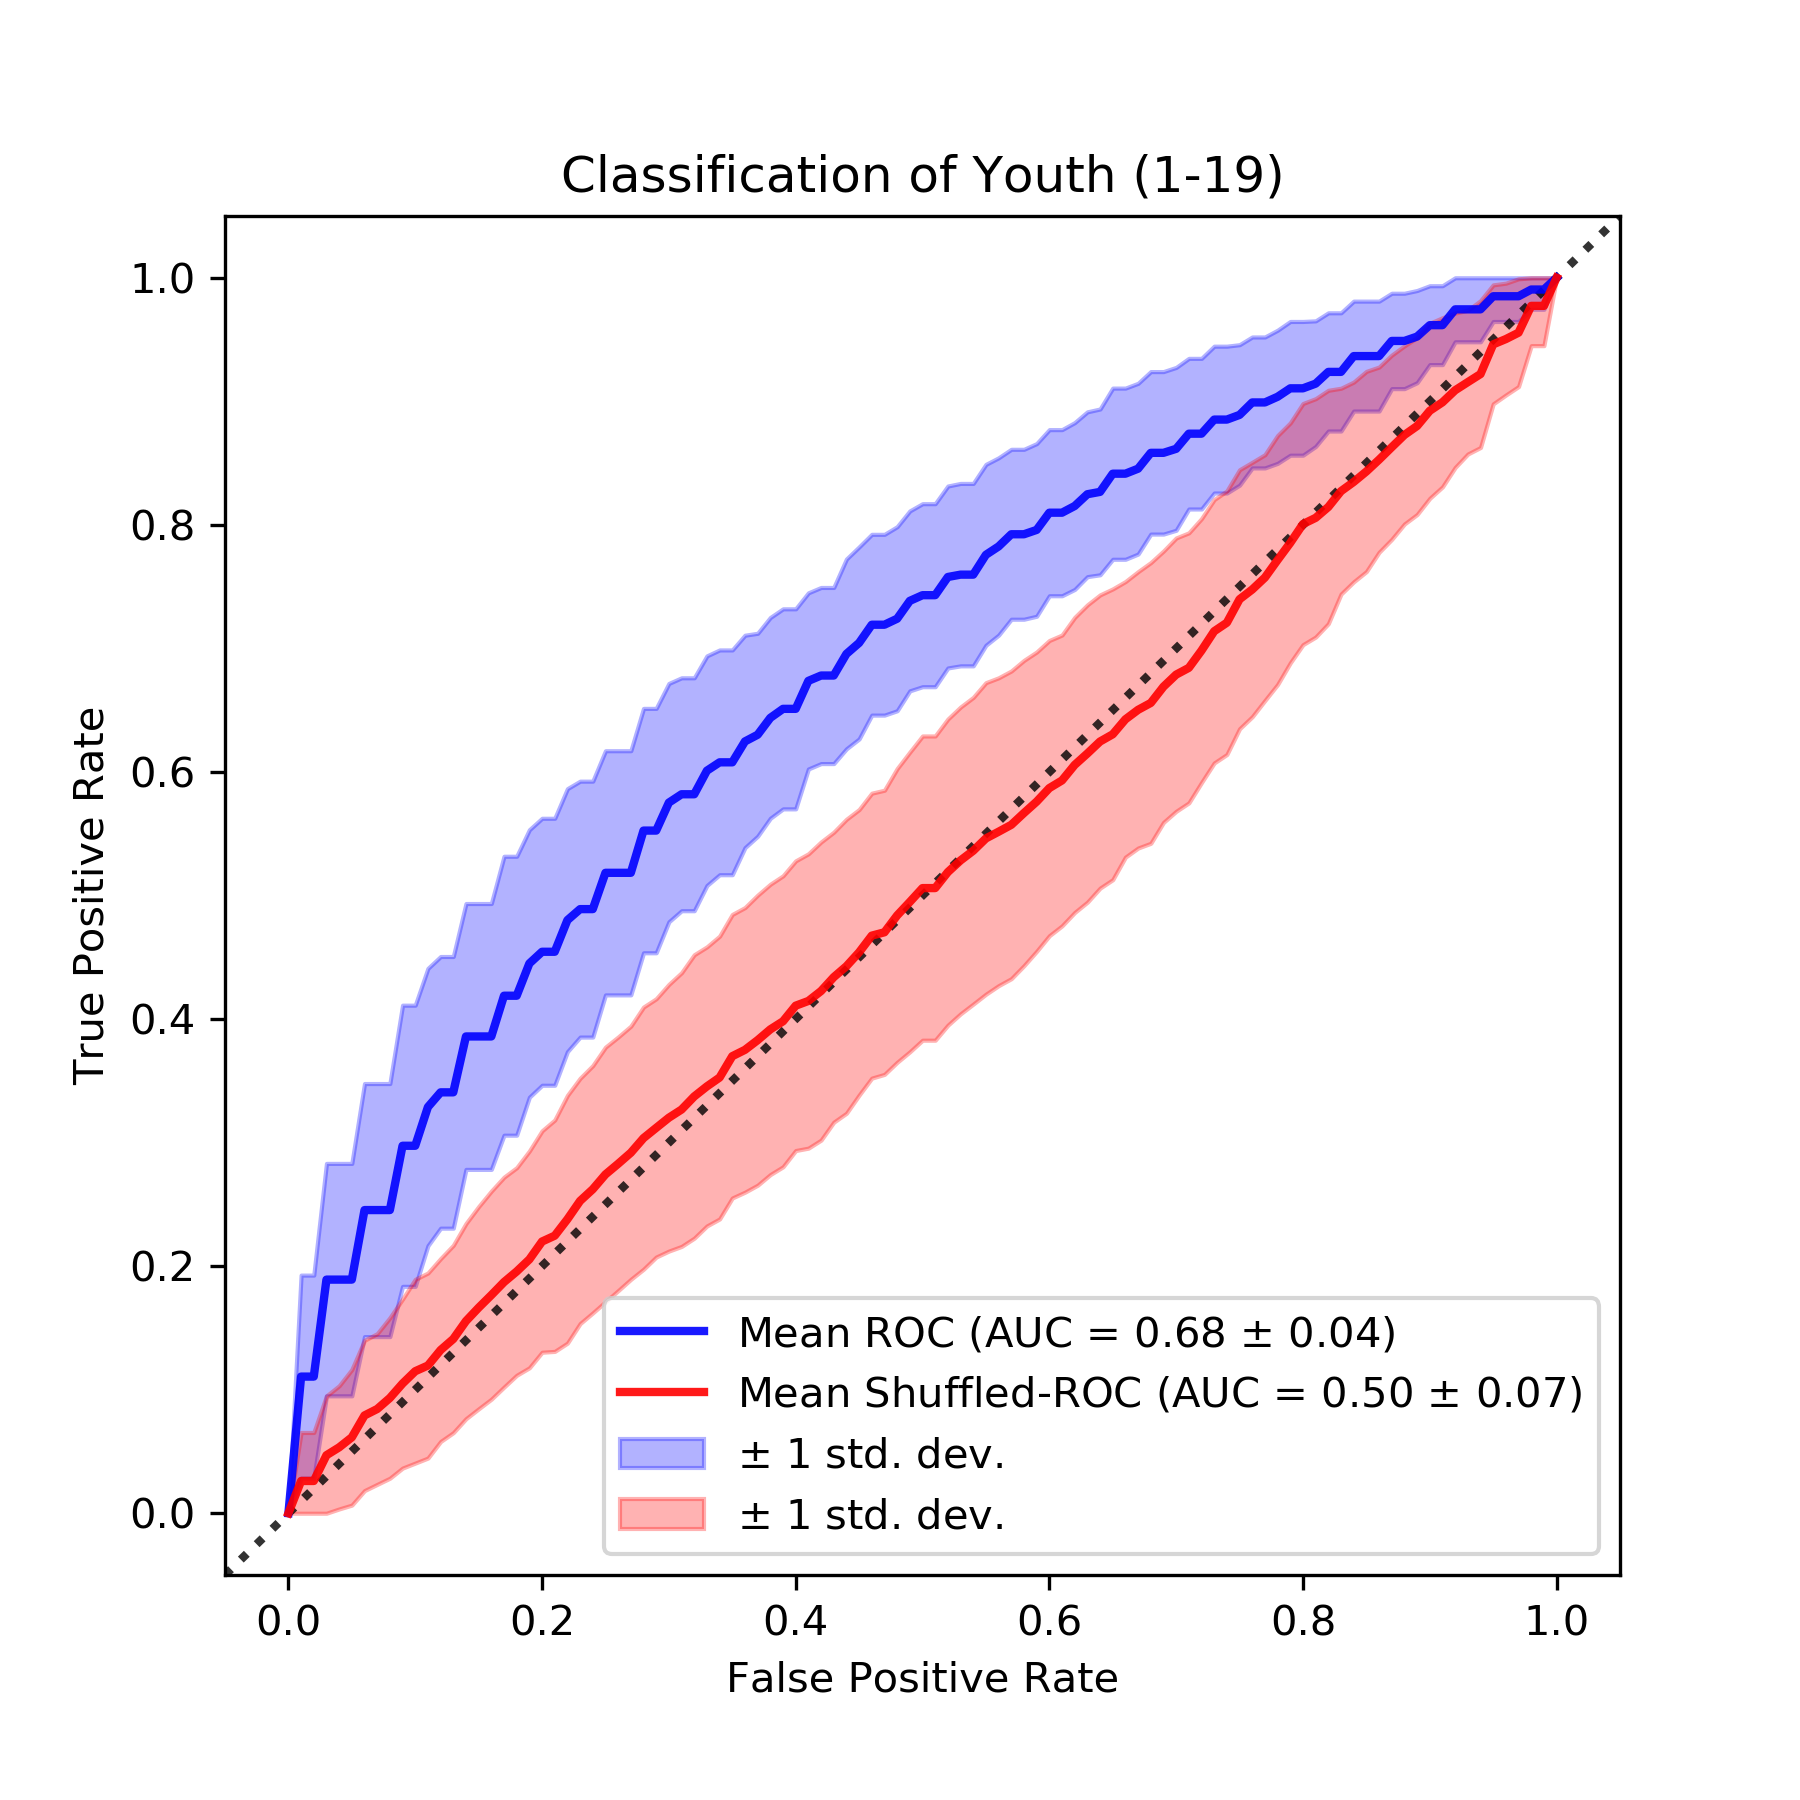 Classification of Youth (1-19)
1.0
0.8
0.6
0.4
0.2
0.0
True Positive Rate
Mean ROC (AUC = 0.68 ± 0.04)
Mean Shuffled-ROC (AUC = 0.50 ± 0.07)
± 1 std. dev.
± 1 std. dev.
0.0 0.2 0.4 0.6 0.8 1.0
False Positive Rate